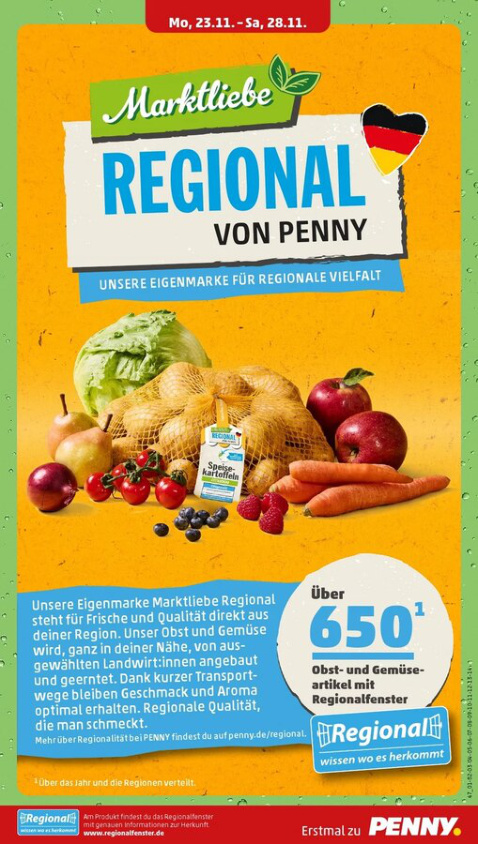 Mo, 23.11. – Sa, 28.11.
Marktliebe
REGIONAL
VON PENNY
UNSERE EIGENMARKE FÜR REGIONALE VIELFALT
REGIONAL
Speise-
kartoffeln
Unsere Eigenmarke Marktliebe Regional
steht für Frische und Qualität direkt aus
deiner Region. Unser Obst und Gemüse
wird, ganz in deiner Nähe, von aus-
gewählten Landwirt:innen angebaut
und geerntet. Dank kurzer Transport-
wege bleiben Geschmack und Aroma
optimal erhalten. Regionale Qualität,
die man schmeckt.
Mehr über Regionalität bei PENNY findest du auf penny.de/regional.
Über
650¹
Obst- und Gemüse-
artikel mit
Regionalfenster
Regional
wissen wo es herkommt
¹ Über das Jahr und die Regionen verteilt.
Regional
wissen wo es herkommt
Am Produkt findest du das Regionalfenster
mit genauen Informationen zur Herkunft.
www.regionalfenster.de
Erstmal zu PENNY.